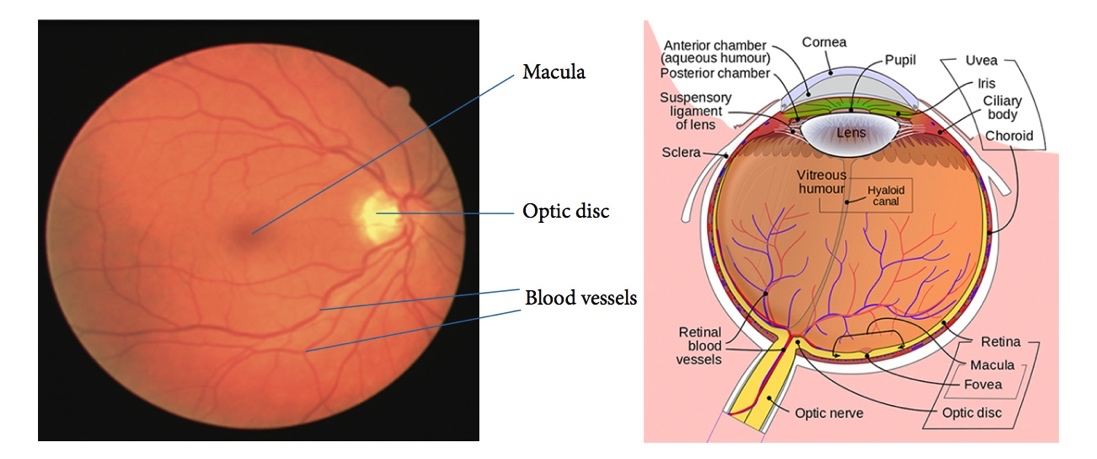 Macula
Optic disc
Blood vessels
Anterior chamber
(aqueous humour)
Posterior chamber
Cornea
Pupil
Uvea
Iris
Ciliary
body
Choroid
Suspensory
ligament
of lens
Lens
Sclera
Vitreous
humour
Hyaloid
canal
Retinal
blood
vessels
Retina
Macula
Fovea
Optic nerve
Optic disc